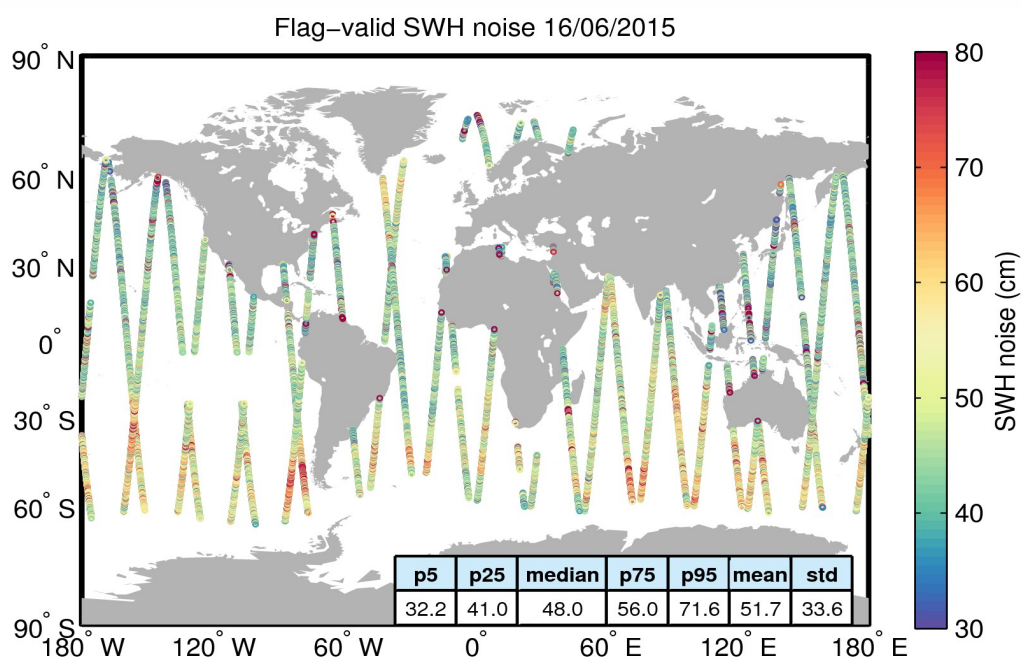 Flag−valid SWH noise 16/06/2015
90° N
60° N
30° N
0°
30° S
60° S
90° S
180° W
120° W
60° W
0°
60° E
120° E
180° E
p5 p25 median p75 p95 mean std
32.2 41.0 48.0 56.0 71.6 51.7 33.6
80
70
60
50
40
30
SWH noise (cm)